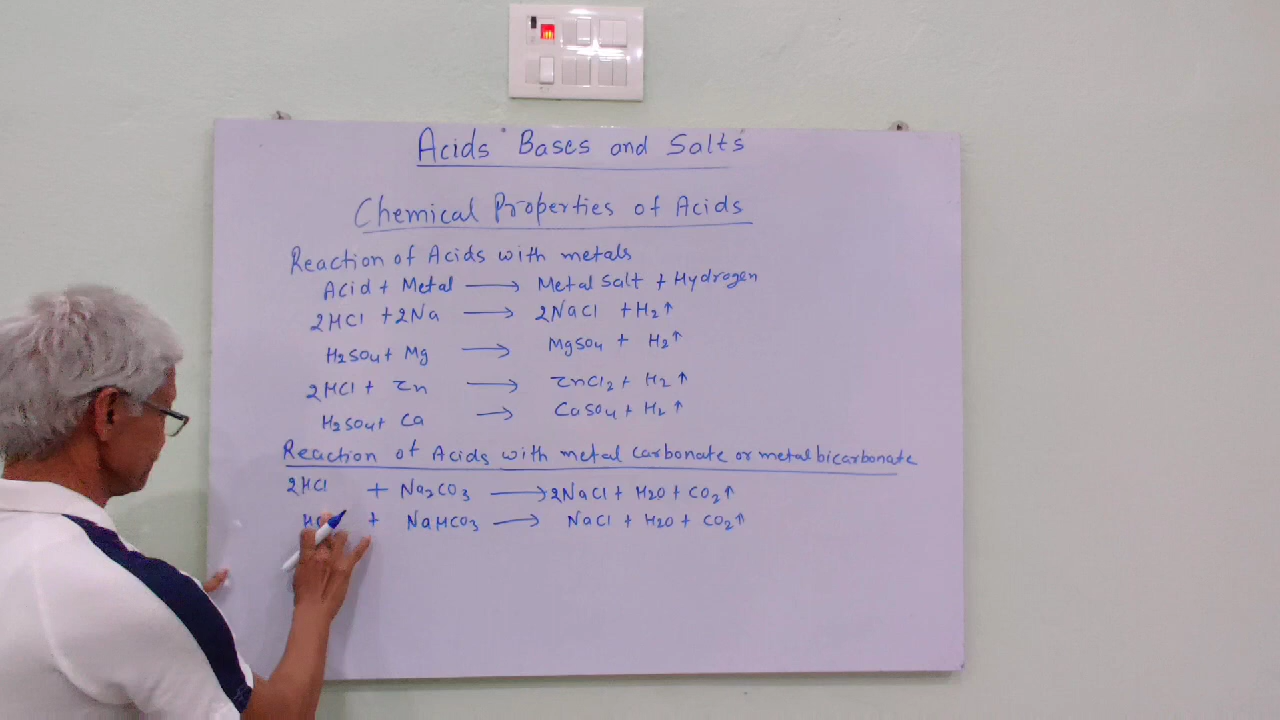 Acids Bases and Salts
Chemical Properties of Acids
Reaction of Acids with metals
Acid + Metal ⟶ Metal Salt + Hydrogen
2HCl + 2Na ⟶ 2NaCl + H2↑
H2SO4 + Mg ⟶ MgSO4 + H2↑
2HCl + Zn ⟶ ZnCl2 + H2↑
H2SO4 + Ca ⟶ CaSO4 + H2↑
Reaction of Acids with metal carbonate or metal bicarbonate
2HCl + Na2CO3 ⟶ 2NaCl + H2O + CO2↑
+ NaHCO3 ⟶ NaCl + H2O + CO2↑